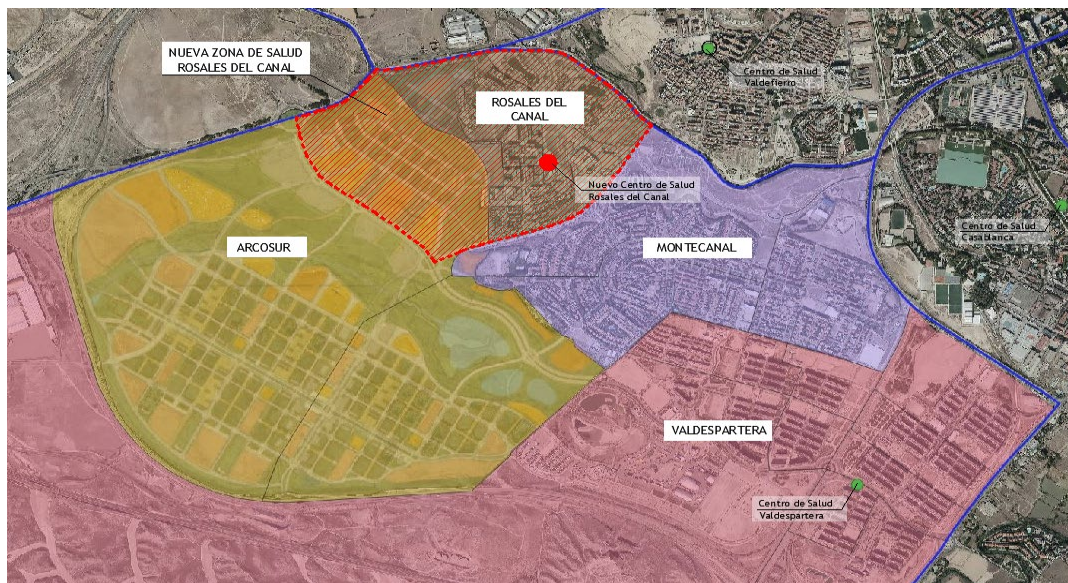 NUEVA ZONA DE SALUD
ROSALES DEL CANAL
ROSALES DEL
CANAL
Centro de Salud
Valdefierro
Nuevo Centro de Salud
Rosales del Canal
Centro de Salud
Casablanca
ARCOSUR
MONTECANAL
VALDESPARTERA
Centro de Salud
Valdespartera